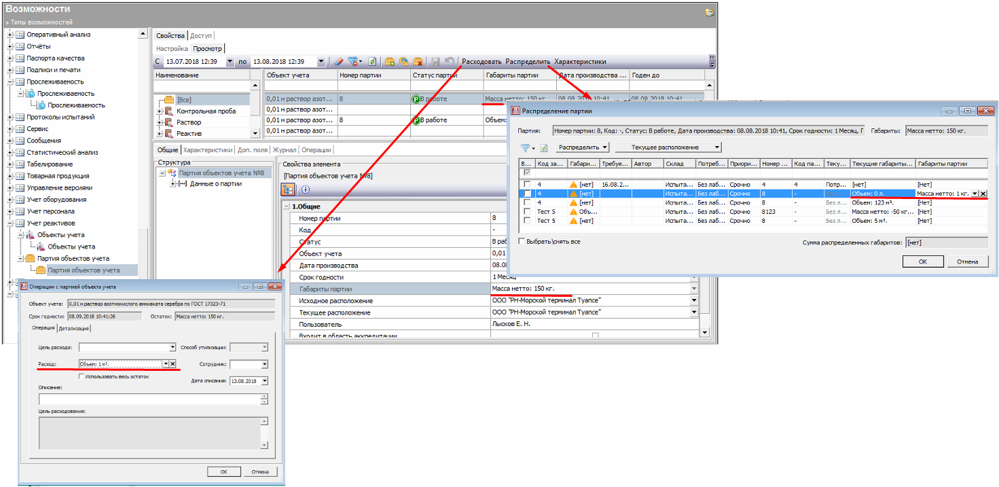 Возможности
» Типы возможностей
Оперативный анализ
Отчёты
Паспорта качества
Подписи и печати
Прослеживаемость
Прослеживаемость
Прослеживаемость
Протоколы испытаний
Сервис
Сообщения
Статистический анализ
Табелирование
Товарная продукция
Управление версиями
Учет оборудования
Учет персонала
Учет реактивов
Объекты учета
Объекты учета
Партия объектов учета
Партия объектов учета
Свойства Доступ
Настройка Просмотр
С 13.07.2018 12:39 по 13.08.2018 12:39 Расходовать Распределить Характеристики
Наименование
[Все]
Контрольная проба
Раствор
Реактив
Объект учета Номер партии Статус партии Габариты партии Дата производства ... Годен до
0,01 н раствор азот... 8 В работе Масса нетто: 150 кг. 08.08.2018 10:41 08.09.2018 10:41
0,01 н раствор азот...
0,01 н раствор азот... 8 В работе Объем:
0,01 н раствор азот...
Общие Характеристики Доп. поля Журнал Операции
Структура
Партия объектов учета №8
Данные о партии
Свойства элемента
[Партия объектов учета №8]
1.Общие
Номер партии 8
Код -
Статус В раб
Объект учета 0,01
Дата производства 08.08
Срок годности 1 Месяц
Габариты партии Масса нетто: 150 кг.
Исходное расположение ООО "РН-Морской терминал Туапсе"
Текущее расположение ООО "РН-Морской терминал Туапсе"
Пользователь Лысков Е. Н.
Входит в область аккредитации
Распределение партии
Партия: Номер партии: 8, Код: -, Статус: В работе, Дата производства: 08.08.2018 10:41, Срок годности: 1 Месяц, Г Габариты: Масса нетто: 150 кг.
Распределить Текущее расположение
В... Код за... Габари... Требуе... Автор Склад Потреб... Приори... Номер ... Код па... Теку... Текущие габариты... Габариты партии
4 [нет] 16.08.2... Испыта... Без лаб... Срочно 4 4 Потр... [нет] [Нет]
4 [нет] Испыта... Без лаб... Срочно 8 - Без л... Объем: 0 л. Масса нетто: 1 кг.
4 [нет] Испыта... Без лаб... Срочно 8 - Без л... Объем: 123 м³. [Нет]
Тест 5 Объ... Испыта... Без лаб... Срочно 8123 - Без л... Масса нетто: -50 кг... [Нет]
Тест 5 [нет] Испыта... Без лаб... Срочно 8 - Без л... Объем: 5 м³. [Нет]
Выбрать\снять все
Сумма распределенных габаритов: [нет]
ОК Отмена
Операции с партией объекта учета
Объект учета: 0,01 н раствор азотнокислого аммиаката серебра по ГОСТ 17323-71
Срок годности: 08.09.2018 10:41:26 Остаток: Масса нетто: 150 кг.
Операция Детализация
Цель расхода: Способ утилизации:
Расход: Объем: 1 м³. Сотрудник:
Использовать весь остаток
Дата списания: 13.08.2018
Описание:
Цель расходования:
ОК Отмена